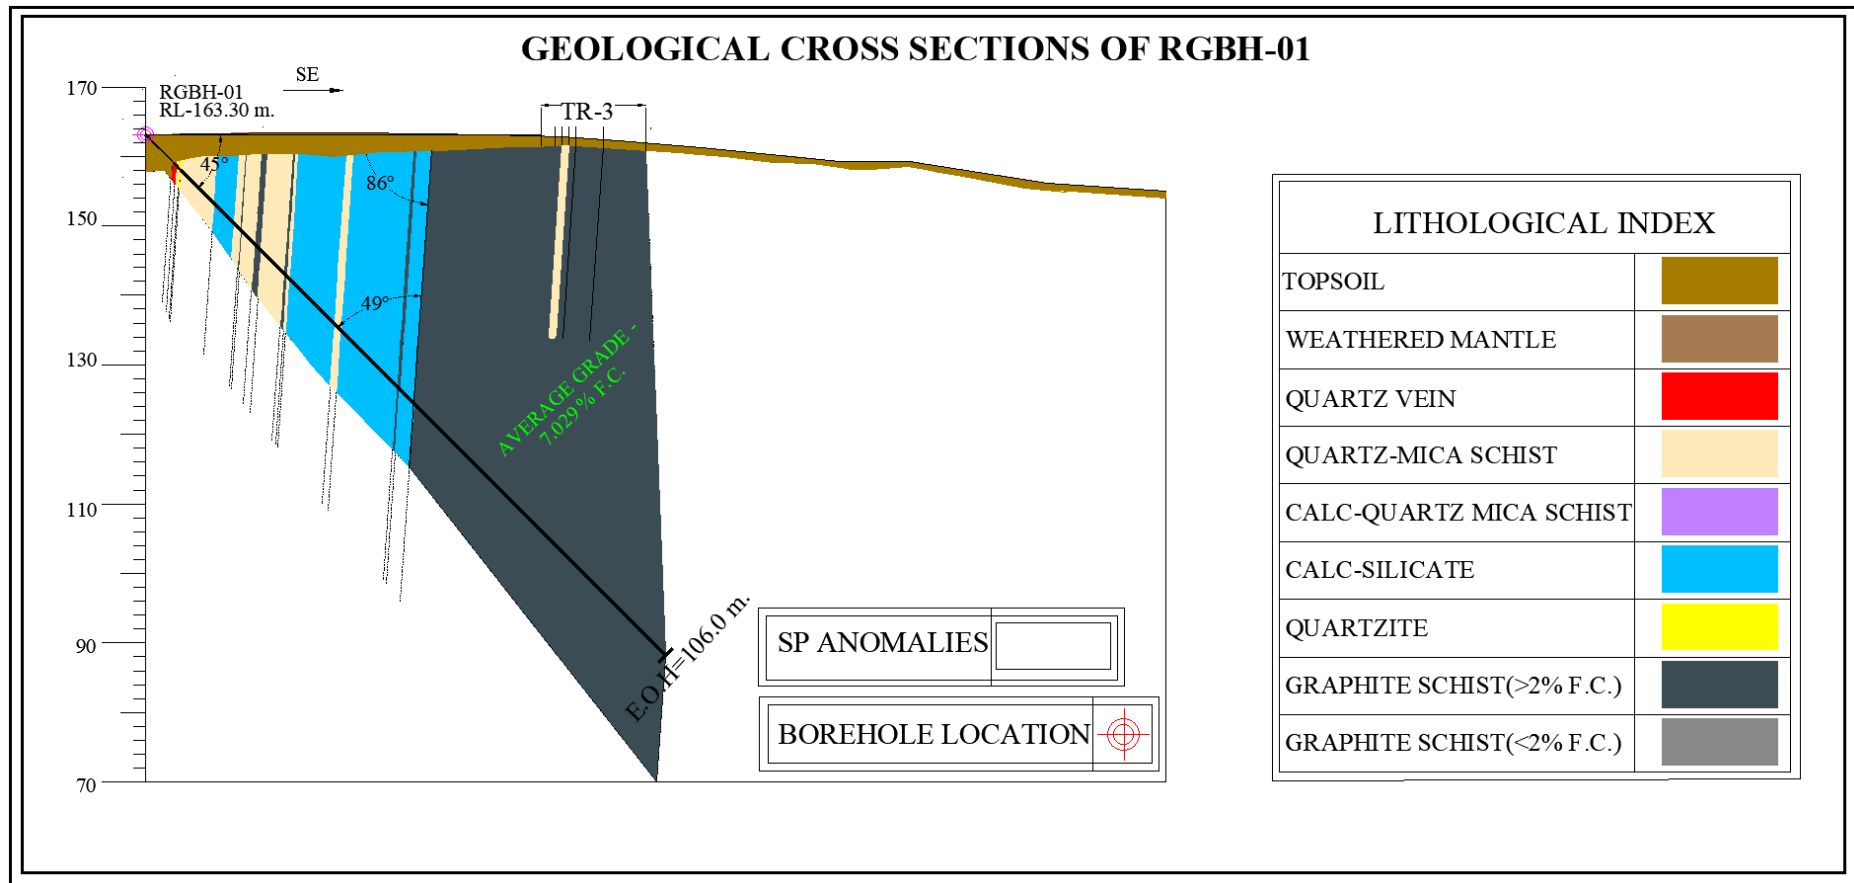 GEOLOGICAL CROSS SECTIONS OF RGBH-01
170
150
130
110
90
70
RGBH-01
RL-163.30 m.
SE
TR-3
45°
86°
49°
AVERAGE GRADE -
7.029 % F.C.
E.O.H=106.0 m.
SP ANOMALIES
BOREHOLE LOCATION
LITHOLOGICAL INDEX
TOPSOIL
WEATHERED MANTLE
QUARTZ VEIN
QUARTZ-MICA SCHIST
CALC-QUARTZ MICA SCHIST
CALC-SILICATE
QUARTZITE
GRAPHITE SCHIST(>2% F.C.)
GRAPHITE SCHIST(<2% F.C.)